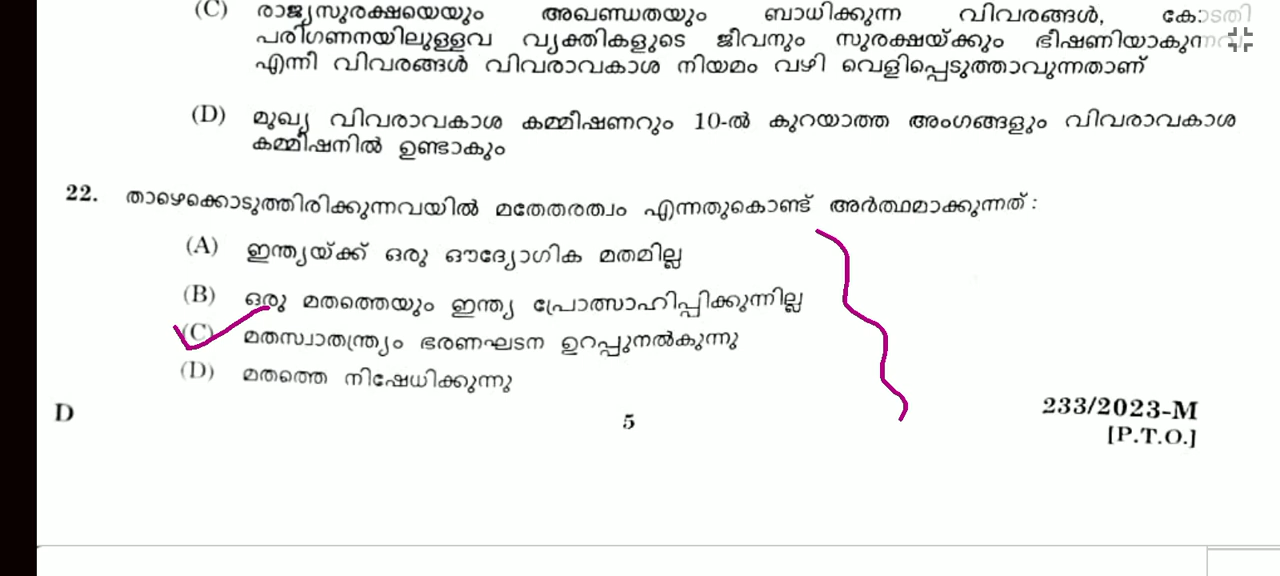 (C) രാജ്യസുരക്ഷയെയും അഖണ്ഡതയും ബാധിക്കുന്ന വിവരങ്ങൾ, കോടതി
പരിഗണനയിലുള്ളവ വ്യക്തികളുടെ ജീവനും സുരക്ഷയ്ക്കും ഭീഷണിയാകുന്നവ
എന്നീ വിവരങ്ങൾ വിവരാവകാശ നിയമം വഴി വെളിപ്പെടുത്താവുന്നതാണ്
(D) മുഖ്യ വിവരാവകാശ കമ്മീഷണറും 10-ൽ കുറയാത്ത അംഗങ്ങളും വിവരാവകാശ
കമ്മീഷനിൽ ഉണ്ടാകും
22. താഴെക്കൊടുത്തിരിക്കുന്നവയിൽ മതേതരത്വം എന്നതുകൊണ്ട് അർത്ഥമാക്കുന്നത് :
(A) ഇന്ത്യയ്ക്ക് ഒരു ഔദ്യോഗിക മതമില്ല
(B) ഒരു മതത്തെയും ഇന്ത്യ പ്രോത്സാഹിപ്പിക്കുന്നില്ല
(C) മതസ്വാതന്ത്ര്യം ഭരണഘടന ഉറപ്പുനൽകുന്നു
(D) മതത്തെ നിഷേധിക്കുന്നു
D 5 233/2023-M
[P.T.O.]